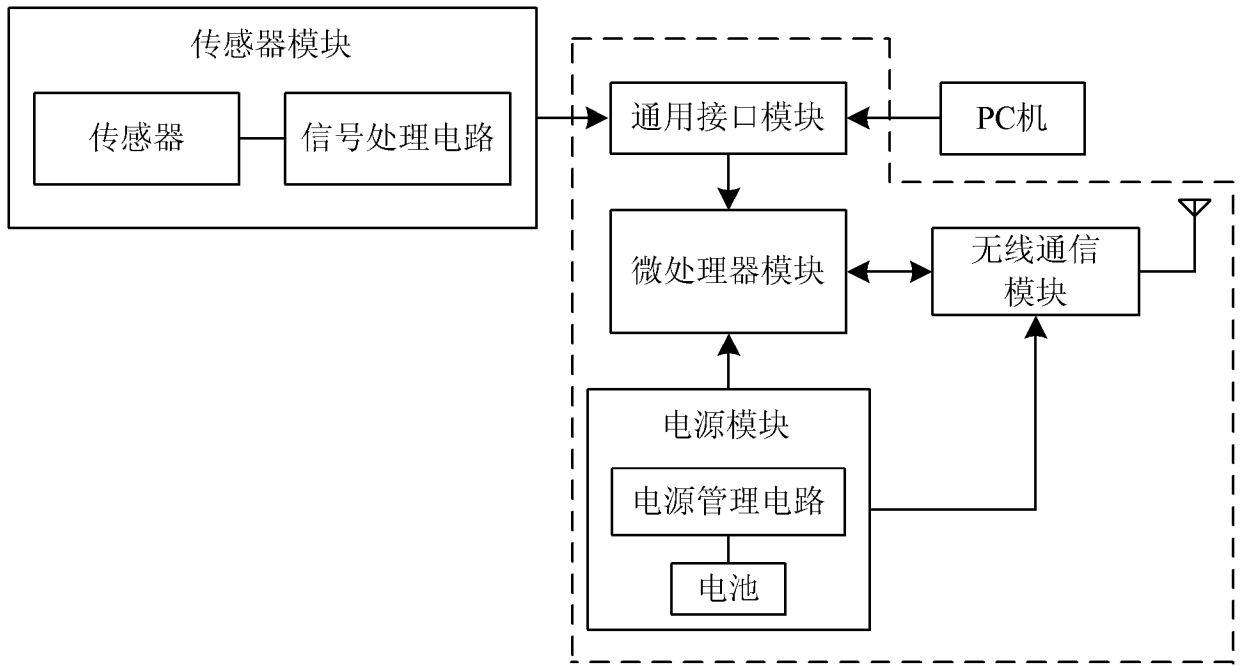 传感器模块
传感器
信号处理电路
通用接口模块
PC机
微处理器模块
无线通信
模块
电源模块
电源管理电路
电池